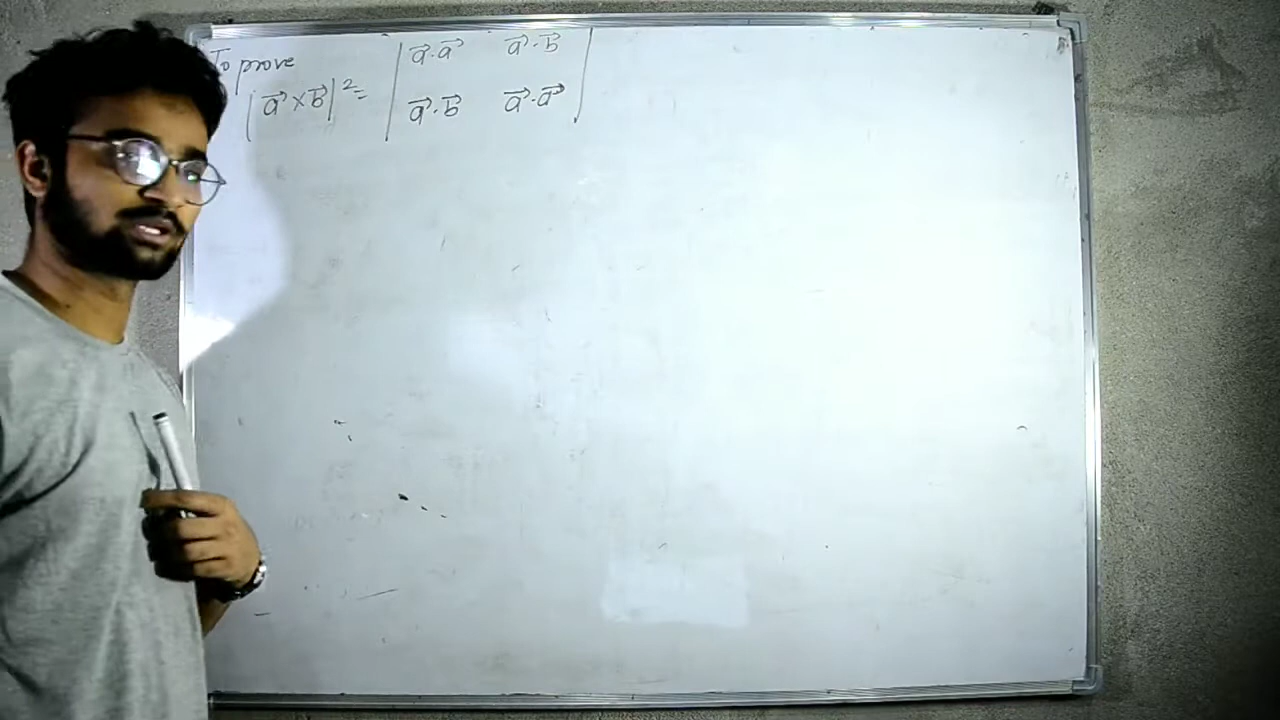 To prove
|a⃗ × b⃗|² = | a⃗.a⃗ a⃗.b⃗ |
| a⃗.b⃗ a⃗.a⃗ |